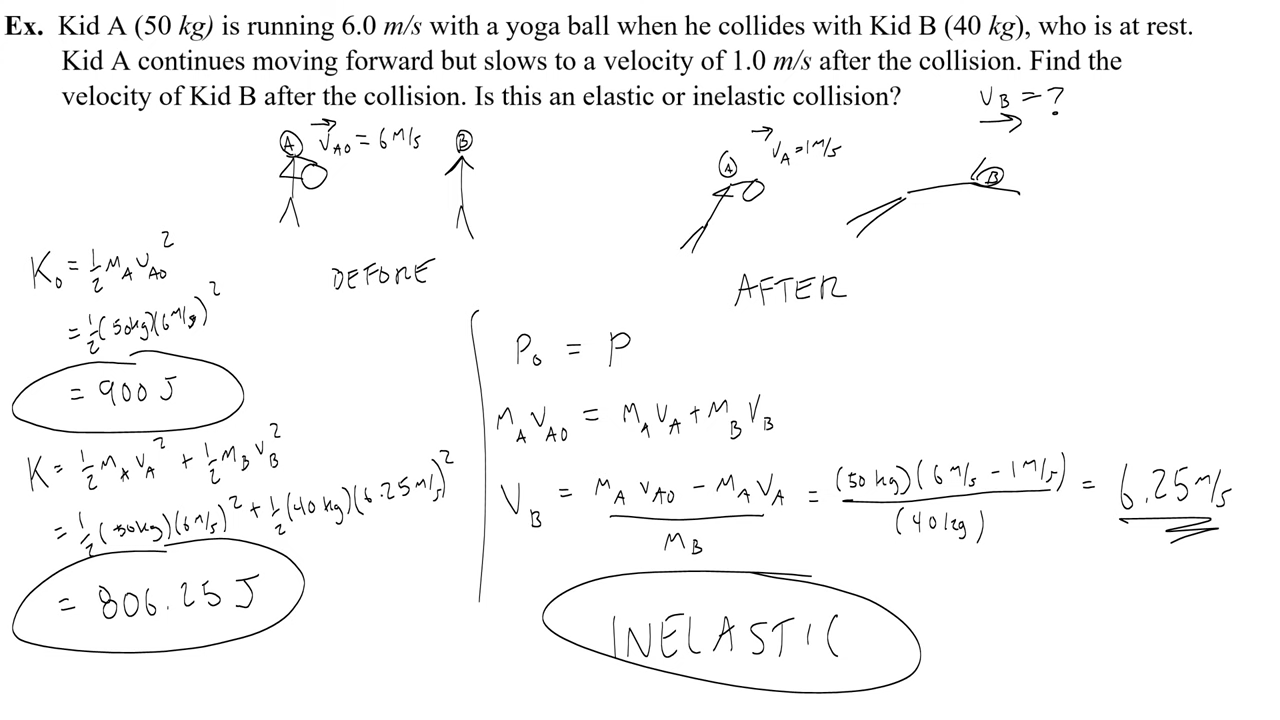 Ex. Kid A (50 kg) is running 6.0 m/s with a yoga ball when he collides with Kid B (40 kg), who is at rest.
Kid A continues moving forward but slows to a velocity of 1.0 m/s after the collision. Find the
velocity of Kid B after the collision. Is this an elastic or inelastic collision?
V_B = ?
A V_A0 = 6 m/s B
A V_A = 1 m/s
B
BEFORE
AFTER
K_0 = 1/2 M_A V_A0^2
= 1/2 (50kg)(6 m/s)^2
= 900 J
K = 1/2 M_A V_A^2 + 1/2 M_B V_B^2
= 1/2 (50kg)(6 m/s)^2 + 1/2 (40 kg)(6.25 m/s)^2
= 806.25 J
P_0 = P
M_A V_A0 = M_A V_A + M_B V_B
V_B = (M_A V_A0 - M_A V_A) / M_B = (50 kg)(6 m/s - 1 m/s) / (40 kg) = 6.25 m/s
INELASTIC